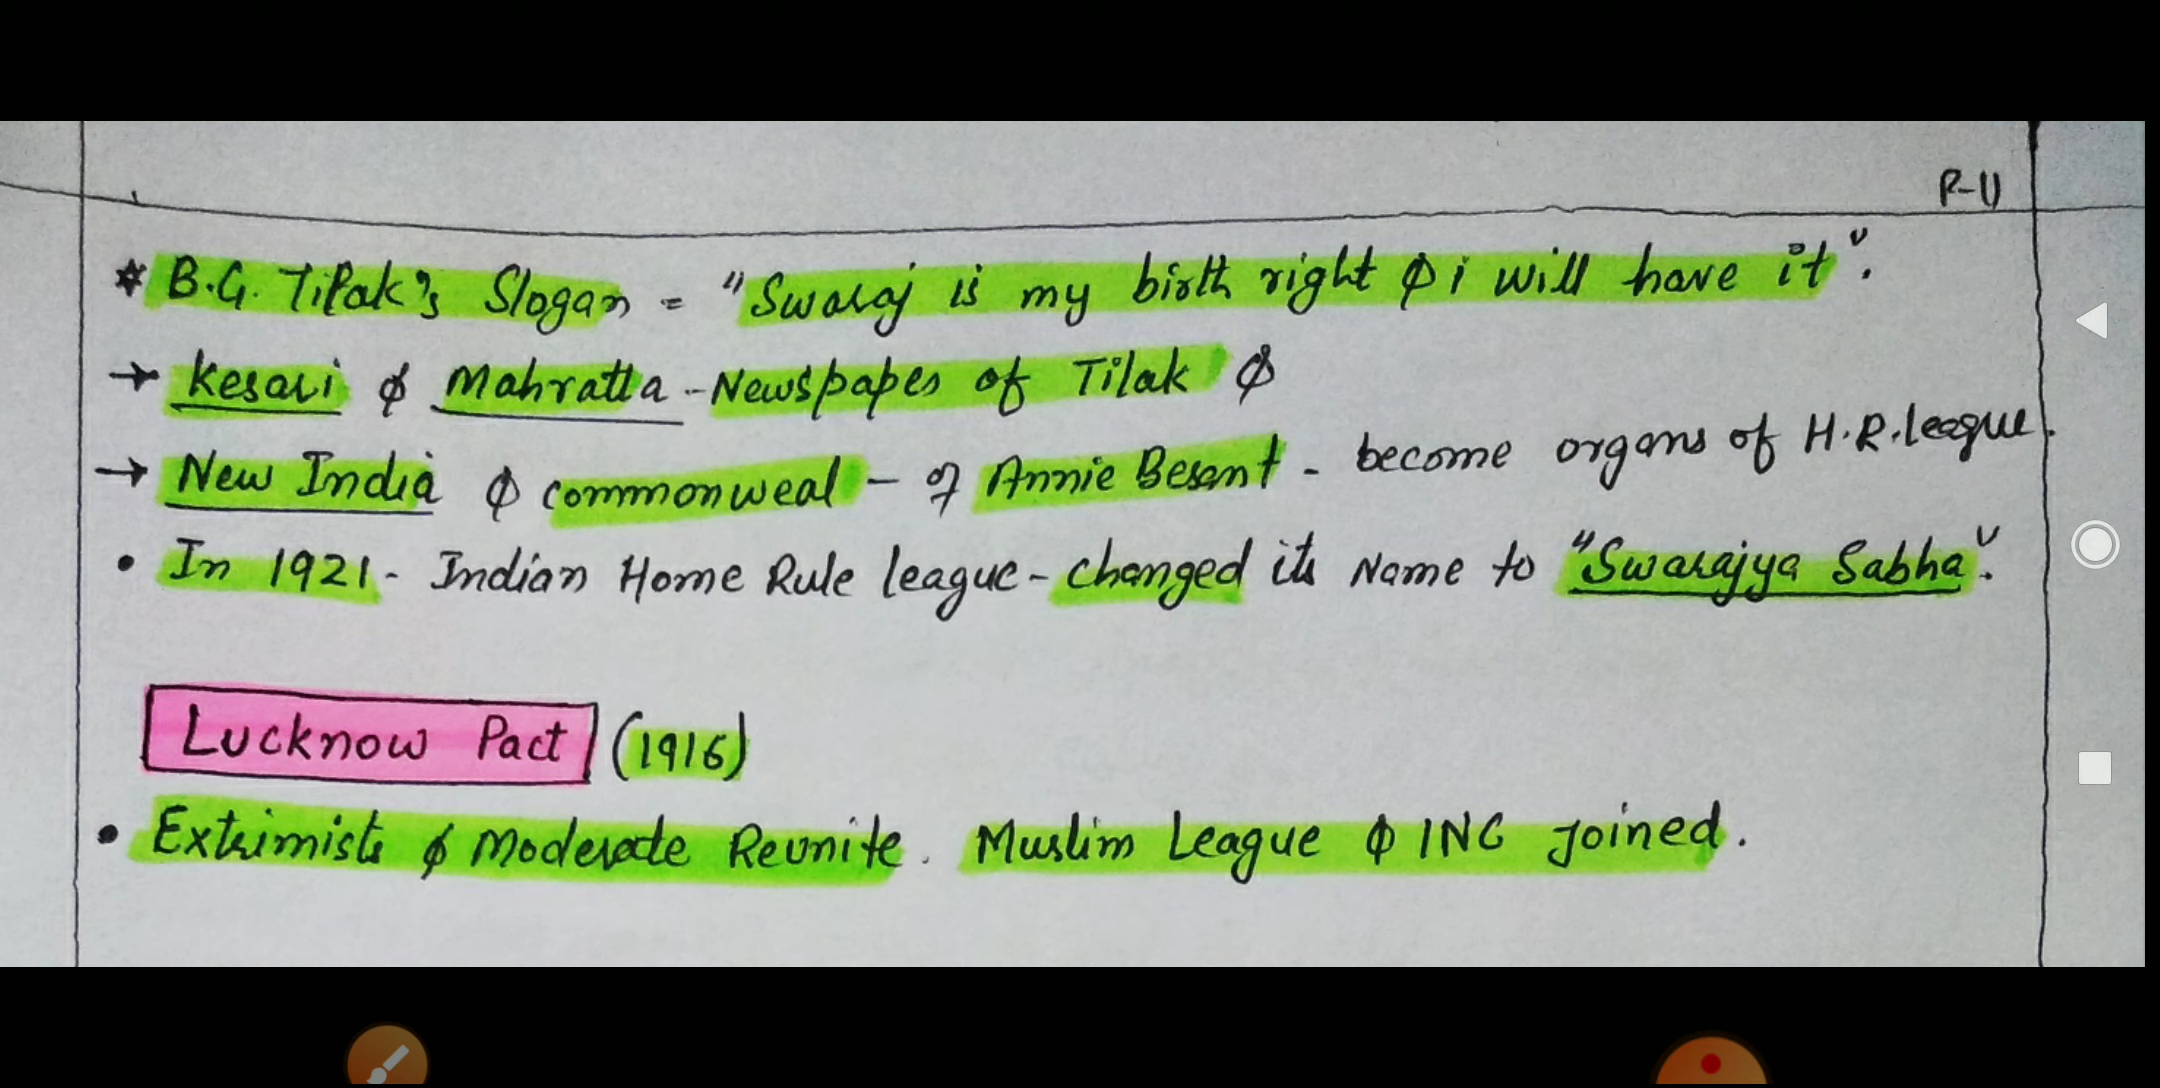 P-11
* B.G. Tilak's Slogan = "Swaraj is my birth right & i will have it".
→ Kesari & Mahratta - Newspapes of Tilak &
→ New India & commonweal - of Annie Besant - become organs of H.R.league.
• In 1921 - Indian Home Rule league - changed its Name to "Swarajya Sabha".
Lucknow Pact (1916)
• Extrimists & Moderate Reunite. Muslim League & INC Joined.